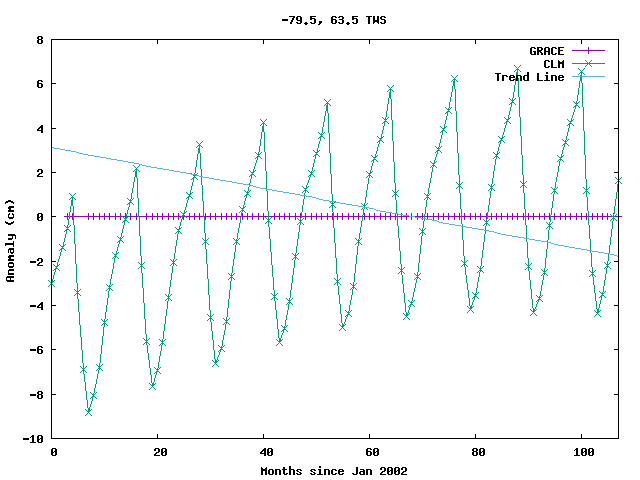 -79.5, 63.5 TWS
GRACE
CLM
Trend Line
8
6
4
2
0
-2
-4
-6
-8
-10
Anomaly (cm)
0 20 40 60 80 100
Months since Jan 2002